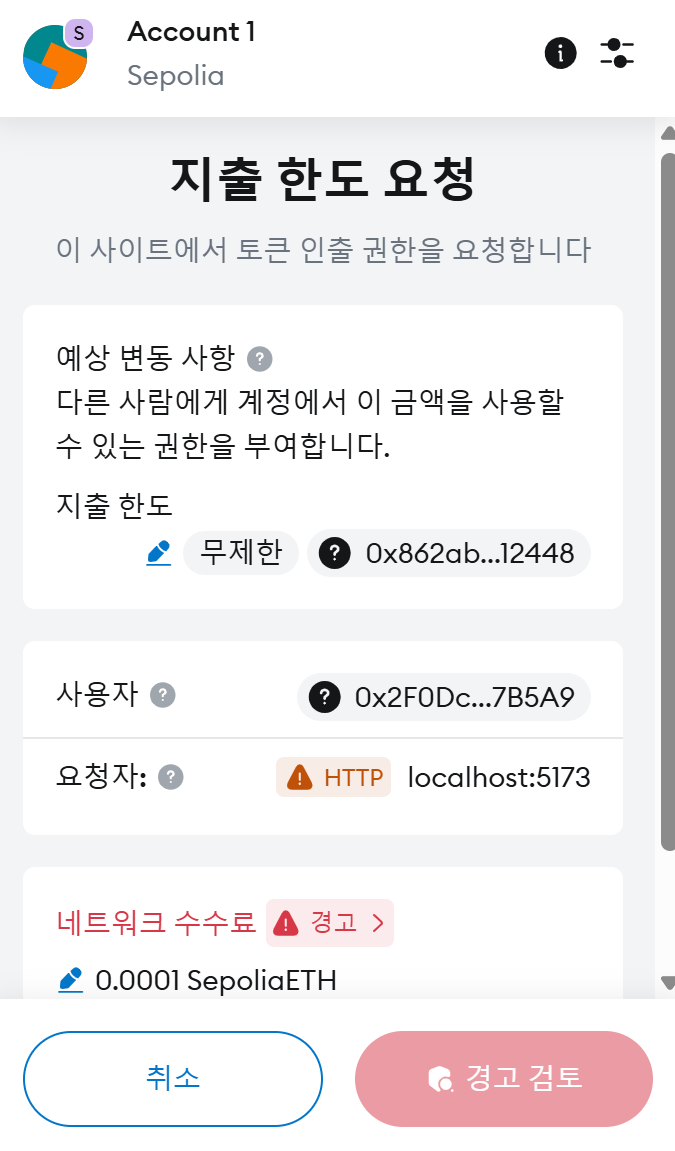 S
Account 1
Sepolia
지출 한도 요청
이 사이트에서 토큰 인출 권한을 요청합니다
예상 변동 사항
다른 사람에게 계정에서 이 금액을 사용할
수 있는 권한을 부여합니다.
지출 한도
무제한 0x862ab...12448
사용자 0x2F0Dc...7B5A9
요청자: HTTP localhost:5173
네트워크 수수료 경고
0.0001 SepoliaETH
취소 경고 검토